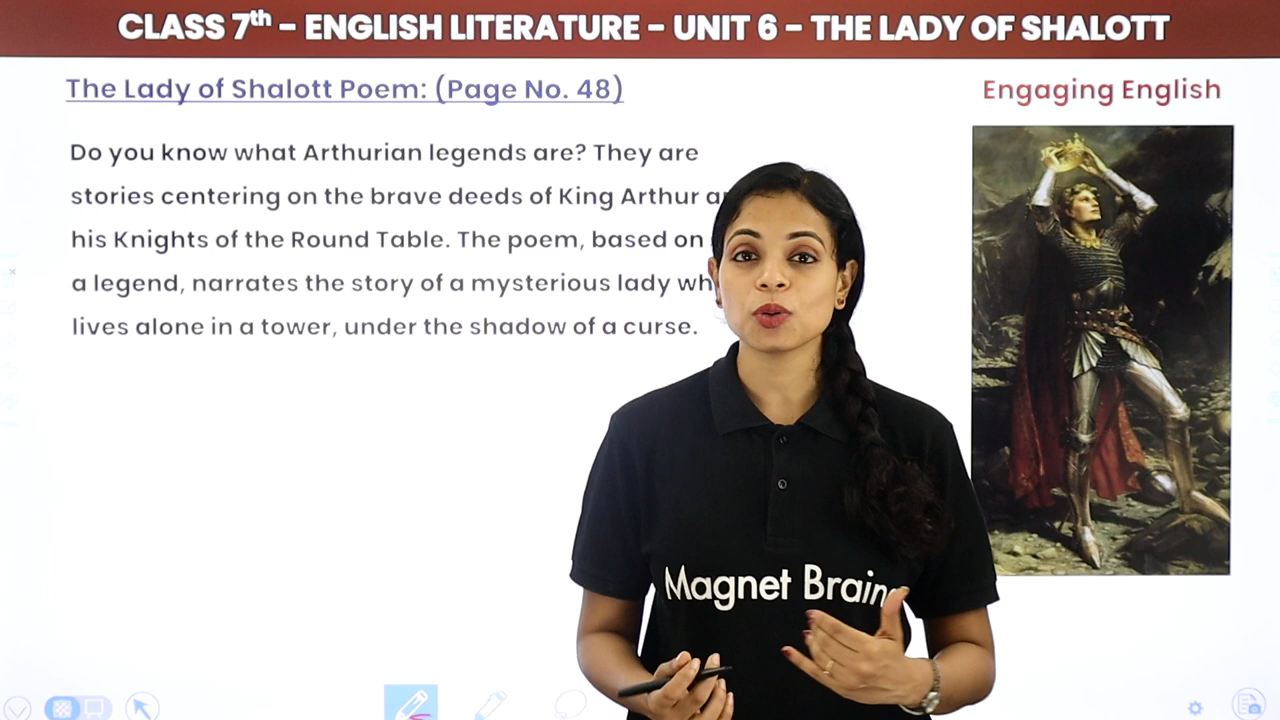 CLASS 7th - ENGLISH LITERATURE - UNIT 6 - THE LADY OF SHALOTT
The Lady of Shalott Poem: (Page No. 48)
Engaging English
Do you know what Arthurian legends are? They are
stories centering on the brave deeds of King Arthur
his Knights of the Round Table. The poem, based on
a legend, narrates the story of a mysterious lady
lives alone in a tower, under the shadow of a curse.
Magnet Brains